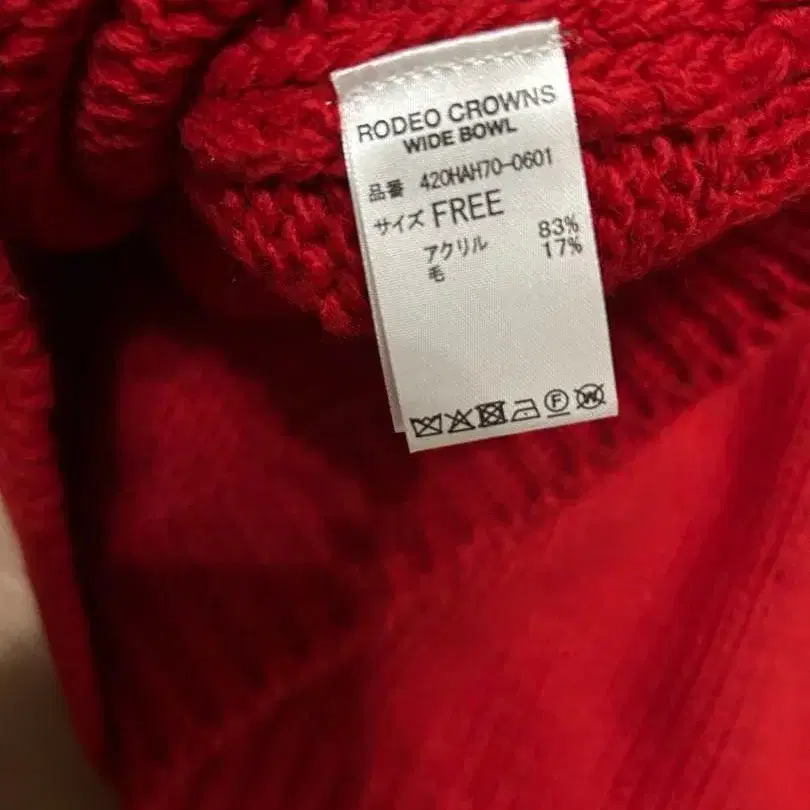 RODEO CROWNS
WIDE BOWL
品番 420HAH70-0601
サイズ FREE
アクリル 83%
毛 17%
F W